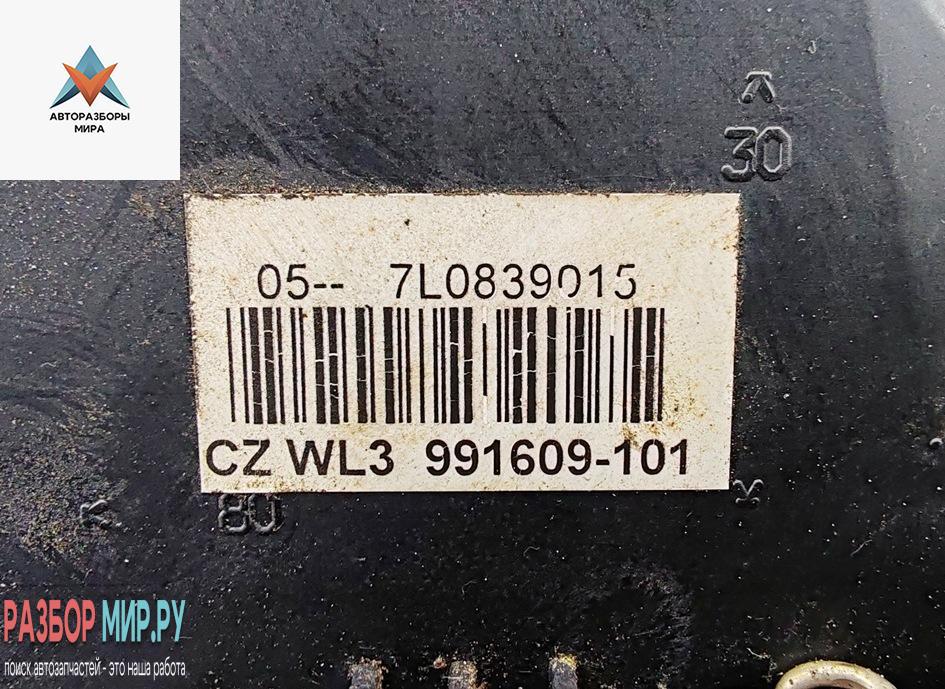 АВТОРАЗБОРЫ
МИРА
30
05-- 7L0839015
CZ WL3 991609-101
80
РАЗБОР МИР.РУ
поиск автозапчастей - это наша работа